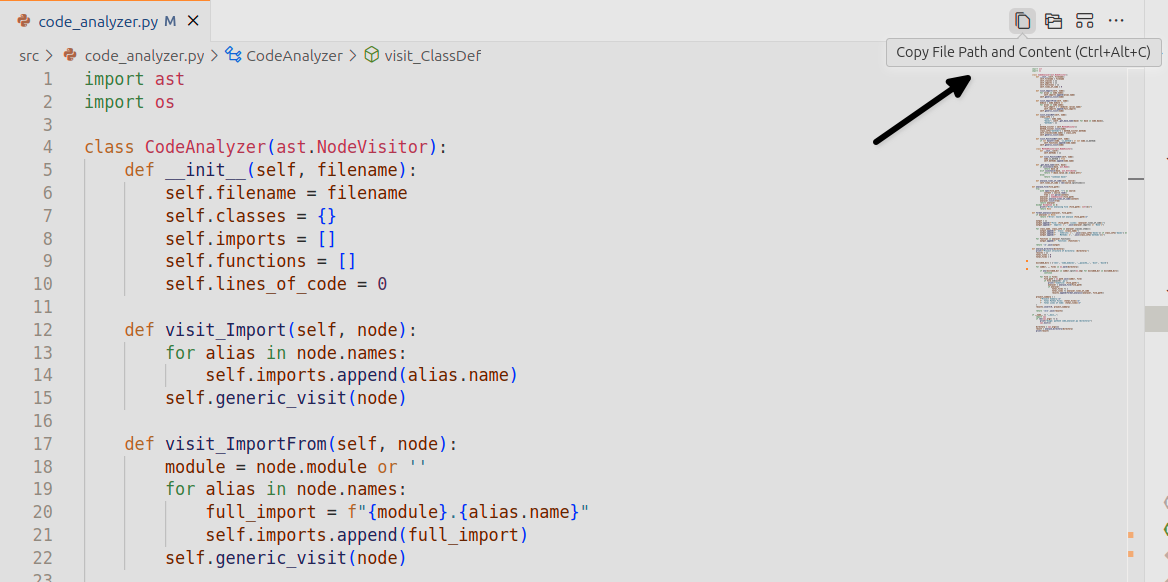 code_analyzer.py M
src > code_analyzer.py > CodeAnalyzer > visit_ClassDef
Copy File Path and Content (Ctrl+Alt+C)
1 import ast
2 import os
3
4 class CodeAnalyzer(ast.NodeVisitor):
5     def __init__(self, filename):
6         self.filename = filename
7         self.classes = {}
8         self.imports = []
9         self.functions = []
10         self.lines_of_code = 0
11
12     def visit_Import(self, node):
13         for alias in node.names:
14             self.imports.append(alias.name)
15         self.generic_visit(node)
16
17     def visit_ImportFrom(self, node):
18         module = node.module or ''
19         for alias in node.names:
20             full_import = f"{module}.{alias.name}"
21             self.imports.append(full_import)
22         self.generic_visit(node)
23